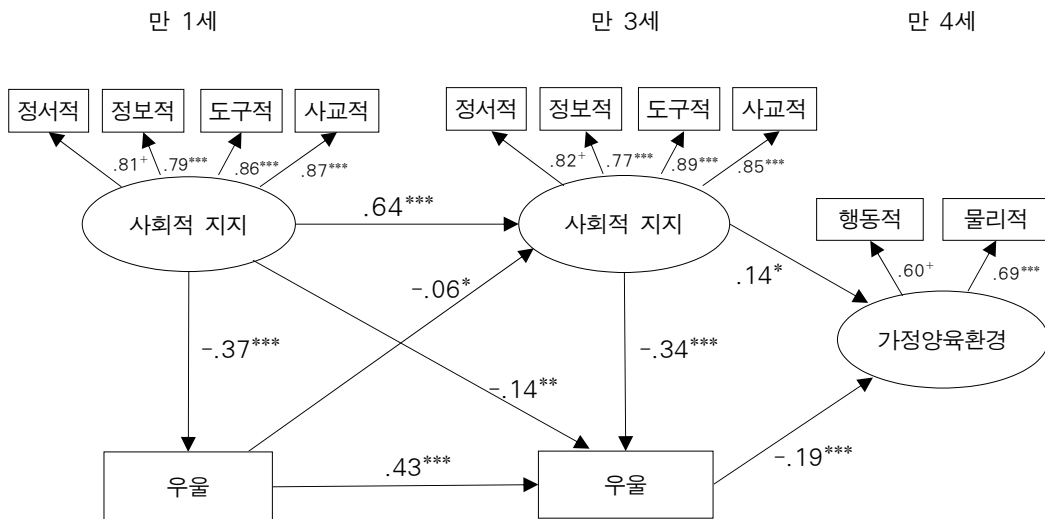 만 1세 만 3세 만 4세
정서적 정보적 도구적 사교적 정서적 정보적 도구적 사교적
.81+ .79*** .86*** .87*** .82+ .77*** .89*** .85***
사회적 지지 .64*** 사회적 지지 행동적 물리적
.60+ .69***
-.06* .14*
-.37*** -.34*** 가정양육환경
-.14**
우울 .43*** 우울 -.19***